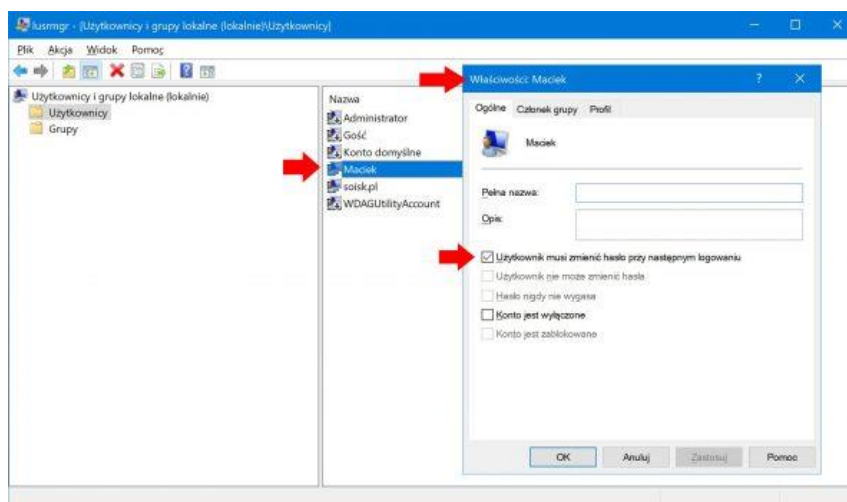 lusrmgr - [Użytkownicy i grupy lokalne (lokalnie)\Użytkownicy]
Plik Akcja Widok Pomoc
Użytkownicy i grupy lokalne (lokalnie)
Użytkownicy
Grupy
Nazwa
Administrator
Gość
Konto domyślne
Maciek
soisk.pl
WDAGUtilityAccount
Właściwości: Maciek
Ogólne Członek grupy Profil
Maciek
Pełna nazwa:
Opis:
Użytkownik musi zmienić hasło przy następnym logowaniu
Użytkownik nie może zmienić hasła
Hasło nigdy nie wygasa
Konto jest wyłączone
Konto jest zablokowane
OK Anuluj Zastosuj Pomoc